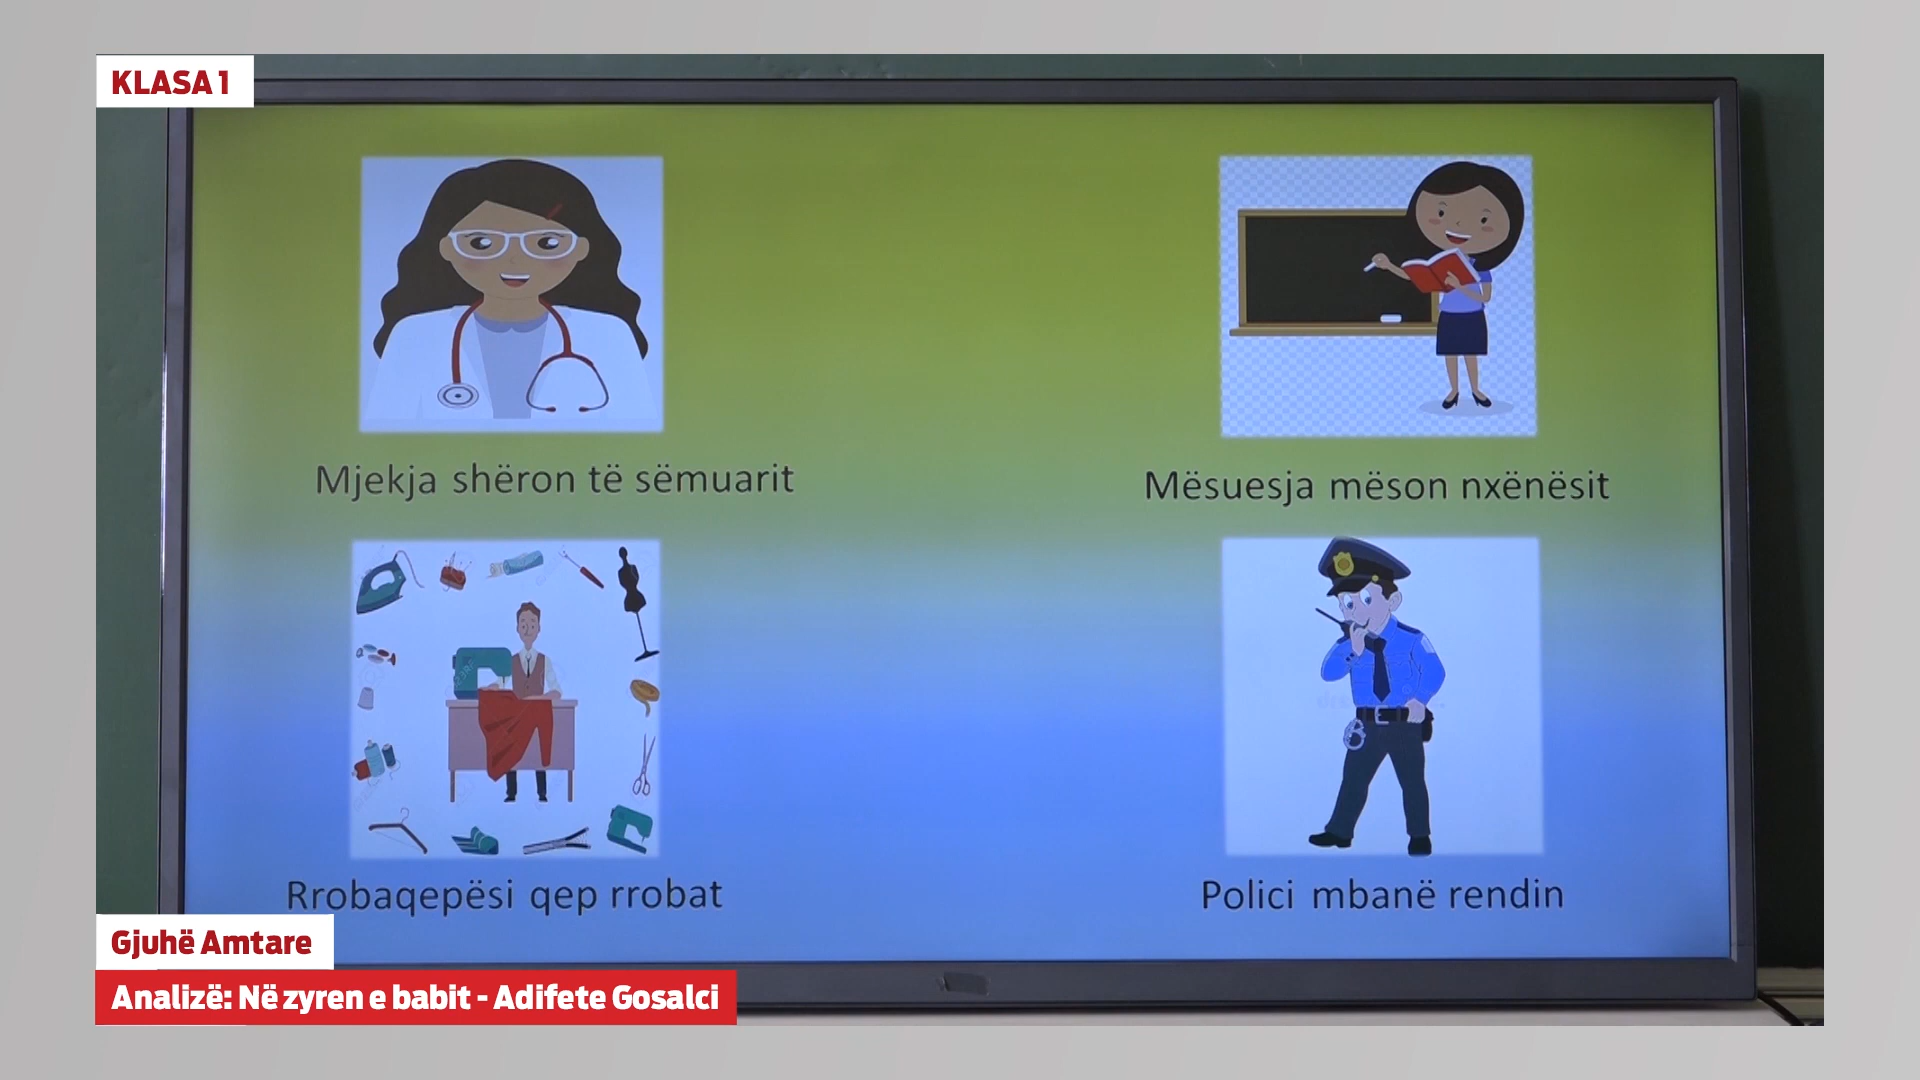 KLASA 1
Mjekja shëron të sëmuarit
Mësuesja mëson nxënësit
Rrobaqepësi qep rrobat
Polici mbanë rendin
Gjuhë Amtare
Analizë: Në zyren e babit - Adifete Gosalci